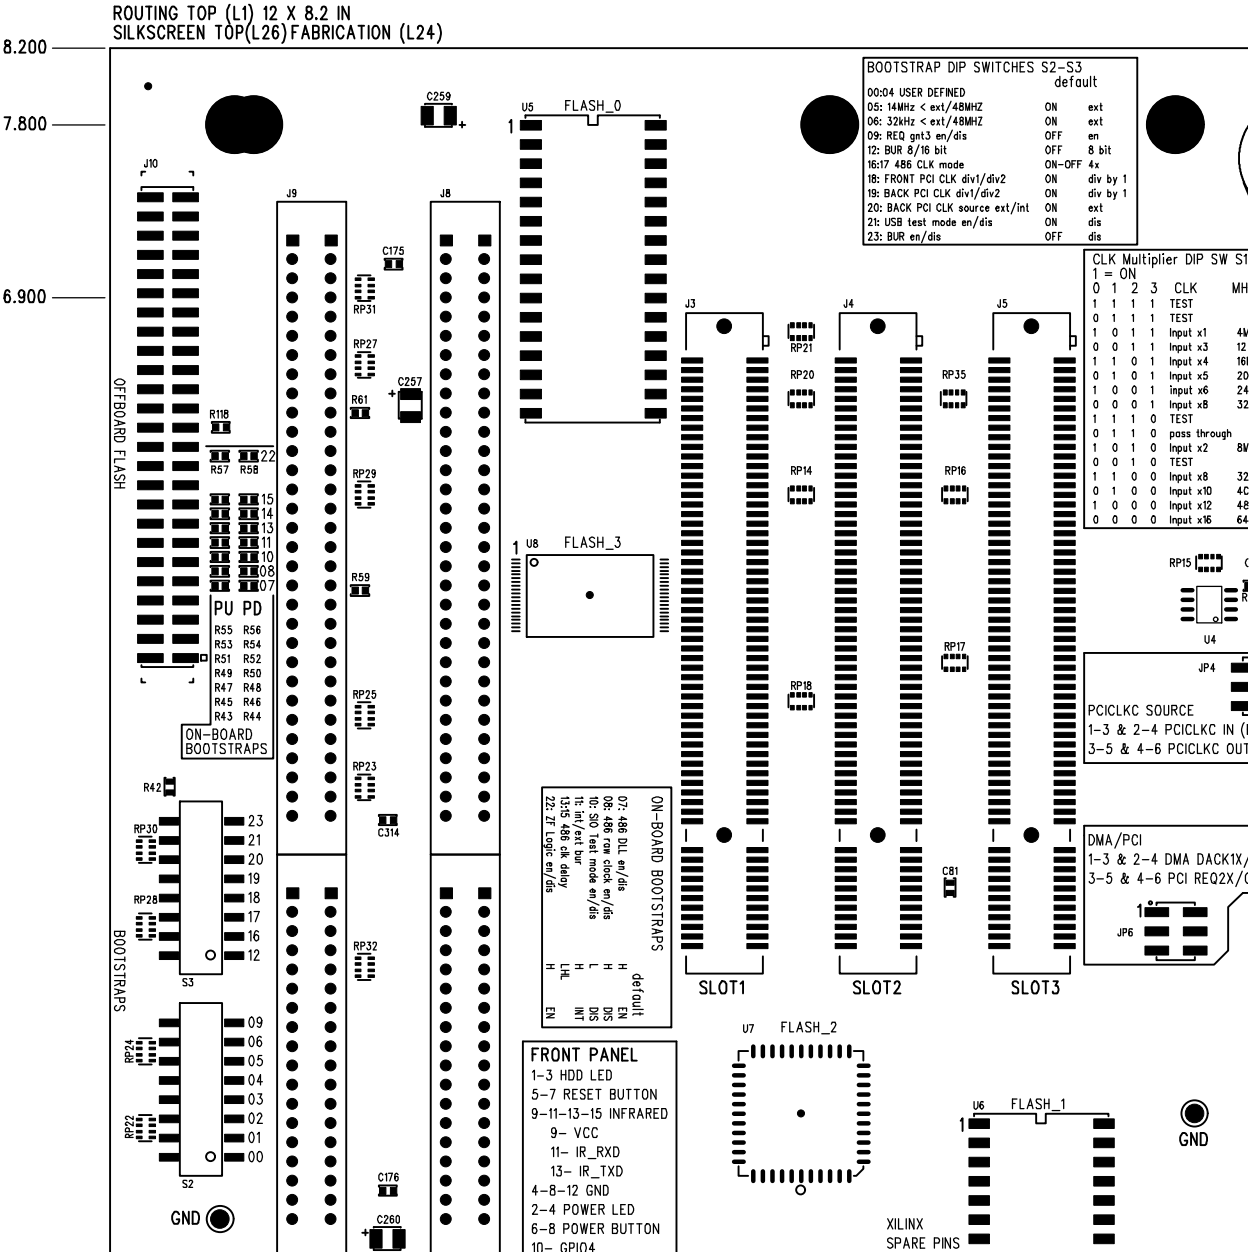 ROUTING TOP (L1) 12 X 8.2 IN
SILKSCREEN TOP(L26) FABRICATION (L24)
8.200
7.800
6.900
C259
U5 FLASH_0
1
BOOTSTRAP DIP SWITCHES S2-S3
default
00:04 USER DEFINED
05: 14MHz < ext/48MHZ ON ext
06: 32kHz < ext/48MHZ ON ext
09: REQ gnt3 en/dis OFF en
12: BUR 8/16 bit OFF 8 bit
16:17 486 CLK mode ON-OFF 4x
18: FRONT PCI CLK div1/div2 ON div by 1
19: BACK PCI CLK div1/div2 ON div by 1
20: BACK PCI CLK source ext/int ON ext
21: USB test mode en/dis ON dis
23: BUR en/dis OFF dis
CLK Multiplier DIP SW S1
1 = ON
0 1 2 3 CLK MH
1 1 1 1 TEST
0 1 1 1 TEST
1 0 1 1 Input x1 4M
0 0 1 1 Input x3 12
1 1 0 1 Input x4 16
0 1 0 1 Input x5 20
1 0 0 1 input x6 24
0 0 0 1 Input x8 32
1 1 1 0 TEST
0 1 1 0 pass through
1 0 1 0 Input x2 8M
0 0 1 0 TEST
1 1 0 0 Input x8 32
0 1 0 0 Input x10
1 0 0 0 Input x12 48
0 0 0 0 Input x16 64
J10
J9
J8
C175
RP31
RP27
C257
R61
RP29
R59
RP25
RP23
C314
RP32
C176
C260
OFFBOARD FLASH
R118
R57 R58 22
15
14
13
11
10
08
07
PU PD
R55 R56
R53 R54
R51 R52
R49 R50
R47 R48
R45 R46
R43 R44
ON-BOARD
BOOTSTRAPS
R42
RP30
RP28
23
21
20
19
18
17
16
12
S3
BOOTSTRAPS
RP24
RP22
09
06
05
04
03
02
01
00
S2
GND
1 U8 FLASH_3
J3
J4
J5
RP21
RP20
RP35
RP14
RP16
RP17
RP18
C81
SLOT1
SLOT2
SLOT3
RP15
U4
JP4
PCICLKC SOURCE
1-3 & 2-4 PCICLKC IN (
3-5 & 4-6 PCICLKC OUT
DMA/PCI
1-3 & 2-4 DMA DACK1X/
3-5 & 4-6 PCI REQ2X/
1
JP6
ON-BOARD BOOTSTRAPS
default
07: 486 DLL en/dis H EN
08: 486 raw clock en/dis H DIS
10: SIO Test mode en/dis L DIS
11: int/ext bur H INT
13:15 486 clk delay LHL
22: ZF Logic en/dis H EN
FRONT PANEL
1-3 HDD LED
5-7 RESET BUTTON
9-11-13-15 INFRARED
9- VCC
11- IR_RXD
13- IR_TXD
4-8-12 GND
2-4 POWER LED
6-8 POWER BUTTON
10- GPIO4
U7 FLASH_2
U6 FLASH_1
1
XILINX
SPARE PINS
GND